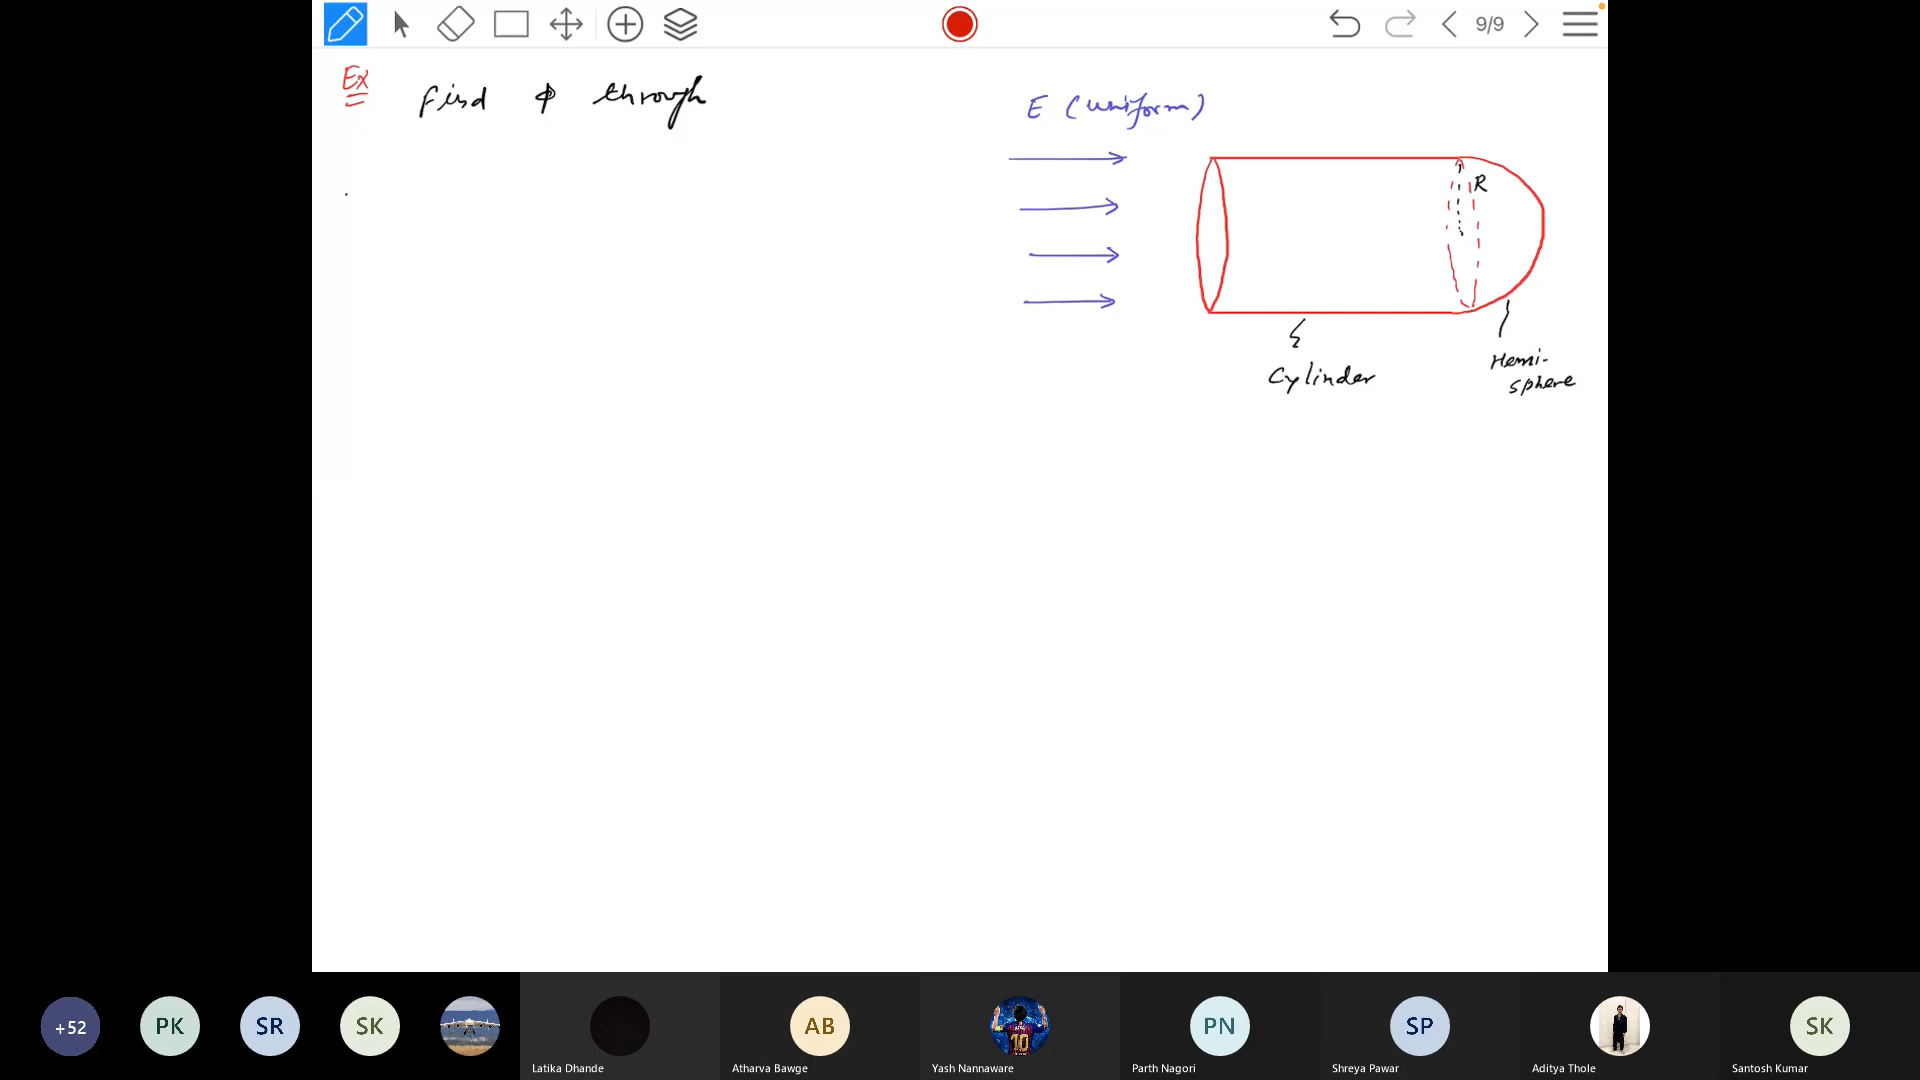 9/9
Ex
Find ϕ through
E (uniform)
R
Cylinder
Hemi-
sphere
+52
PK
SR
SK
AB
10
PN
SP
SK
Latika Dhande
Atharva Bawge
Yash Nannaware
Parth Nagori
Shreya Pawar
Aditya Thole
Santosh Kumar